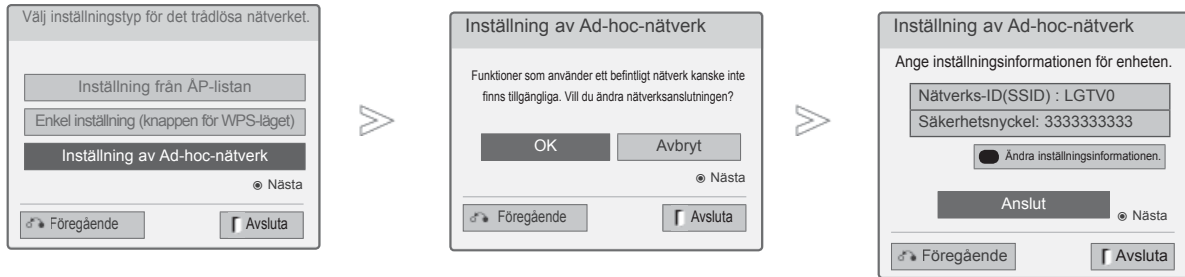 Välj inställningstyp för det trådlösa nätverket.
Inställning från ÅP-listan
Enkel inställning (knappen för WPS-läget)
Inställning av Ad-hoc-nätverk
Nästa
Föregående
Avsluta
Inställning av Ad-hoc-nätverk
Funktioner som använder ett befintligt nätverk kanske inte
finns tillgängliga. Vill du ändra nätverksanslutningen?
OK
Avbryt
Nästa
Föregående
Avsluta
Inställning av Ad-hoc-nätverk
Ange inställningsinformationen för enheten.
Nätverks-ID(SSID) : LGTV0
Säkerhetsnyckel: 3333333333
Ändra inställningsinformationen.
Anslut
Nästa
Föregående
Avsluta